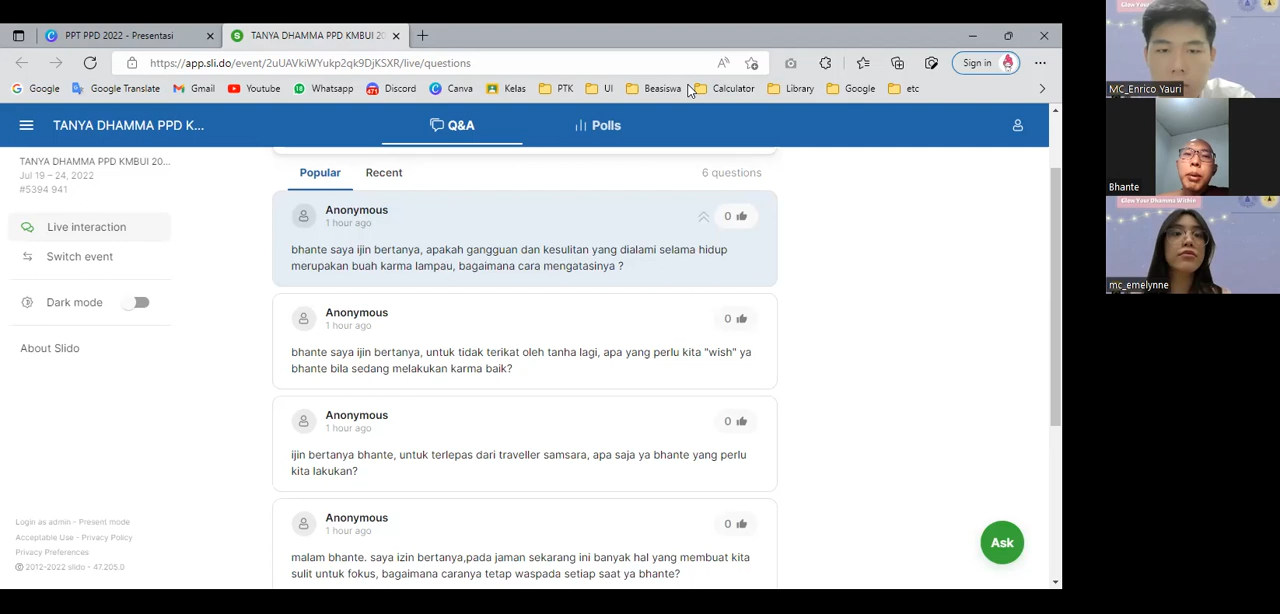 PPT PPD 2022 - Presentasi
TANYA DHAMMA PPD KMBUI 20
https://app.sli.do/event/2uUAVkiWYukp2qk9DjKSXR/live/questions
Sign in
Google
Google Translate
Gmail
Youtube
Whatsapp
Discord
Canva
Kelas
PTK
UI
Beasiswa
Calculator
Library
Google
etc
TANYA DHAMMA PPD K...
Q&A
Polls
TANYA DHAMMA PPD KMBUI 20...
Jul 19 – 24, 2022
#5394 941
Live interaction
Switch event
Dark mode
About Slido
Login as admin - Present mode
Acceptable Use - Privacy Policy
Privacy Preferences
© 2012-2022 slido - 47.205.0
Popular
Recent
6 questions
Anonymous
1 hour ago
0
bhante saya ijin bertanya, apakah gangguan dan kesulitan yang dialami selama hidup
merupakan buah karma lampau, bagaimana cara mengatasinya ?
Anonymous
1 hour ago
0
bhante saya ijin bertanya, untuk tidak terikat oleh tanha lagi, apa yang perlu kita "wish" ya
bhante bila sedang melakukan karma baik?
Anonymous
1 hour ago
0
ijin bertanya bhante, untuk terlepas dari traveller samsara, apa saja ya bhante yang perlu
kita lakukan?
Anonymous
1 hour ago
0
malam bhante. saya izin bertanya,pada jaman sekarang ini banyak hal yang membuat kita
sulit untuk fokus, bagaimana caranya tetap waspada setiap saat ya bhante?
Ask
MC_Enrico Yauri
Bhante
Glow Your Dhamma Within
mc_emelynne